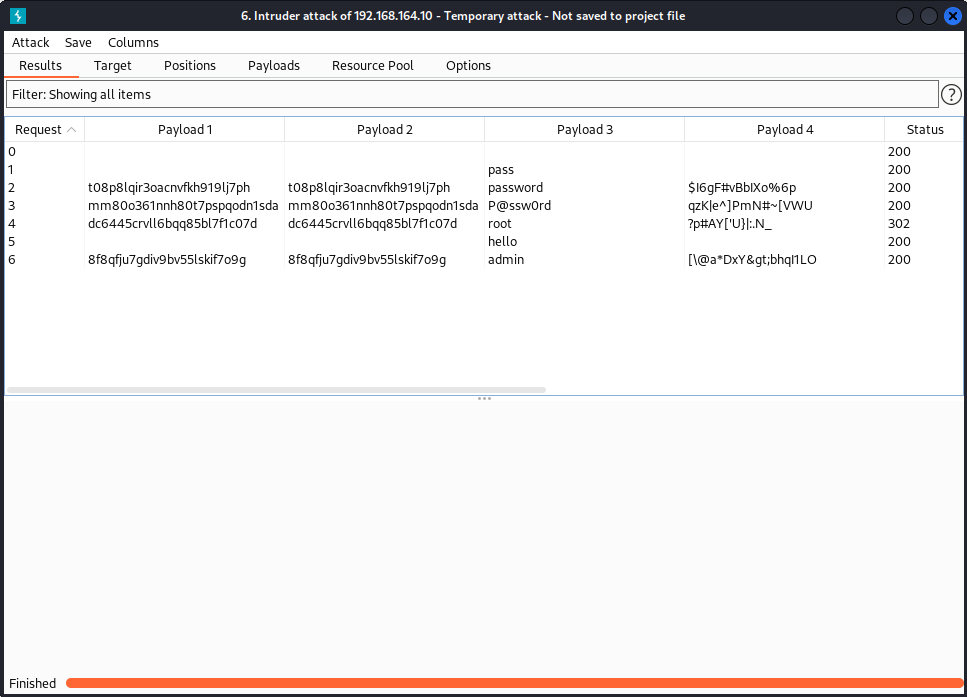 6. Intruder attack of 192.168.164.10 - Temporary attack - Not saved to project file
Attack Save Columns
Results Target Positions Payloads Resource Pool Options
Filter: Showing all items ?
Request Payload 1 Payload 2 Payload 3 Payload 4 Status
0 200
1 pass 200
2 t08p8lqir3oacnvfkh919lj7ph t08p8lqir3oacnvfkh919lj7ph password $I6gF#vBbIXo%6p 200
3 mm80o361nnh80t7pspqodn1sda mm80o361nnh80t7pspqodn1sda P@ssw0rd qzK|e^]PmN#~[VWU 200
4 dc6445crvll6bqq85bl7f1c07d dc6445crvll6bqq85bl7f1c07d root ?p#AY['U}|:.N_ 302
5 hello 200
6 8f8qfju7gdiv9bv55lskif7o9g 8f8qfju7gdiv9bv55lskif7o9g admin [\@a*DxY&gt;bhqI1LO 200
Finished